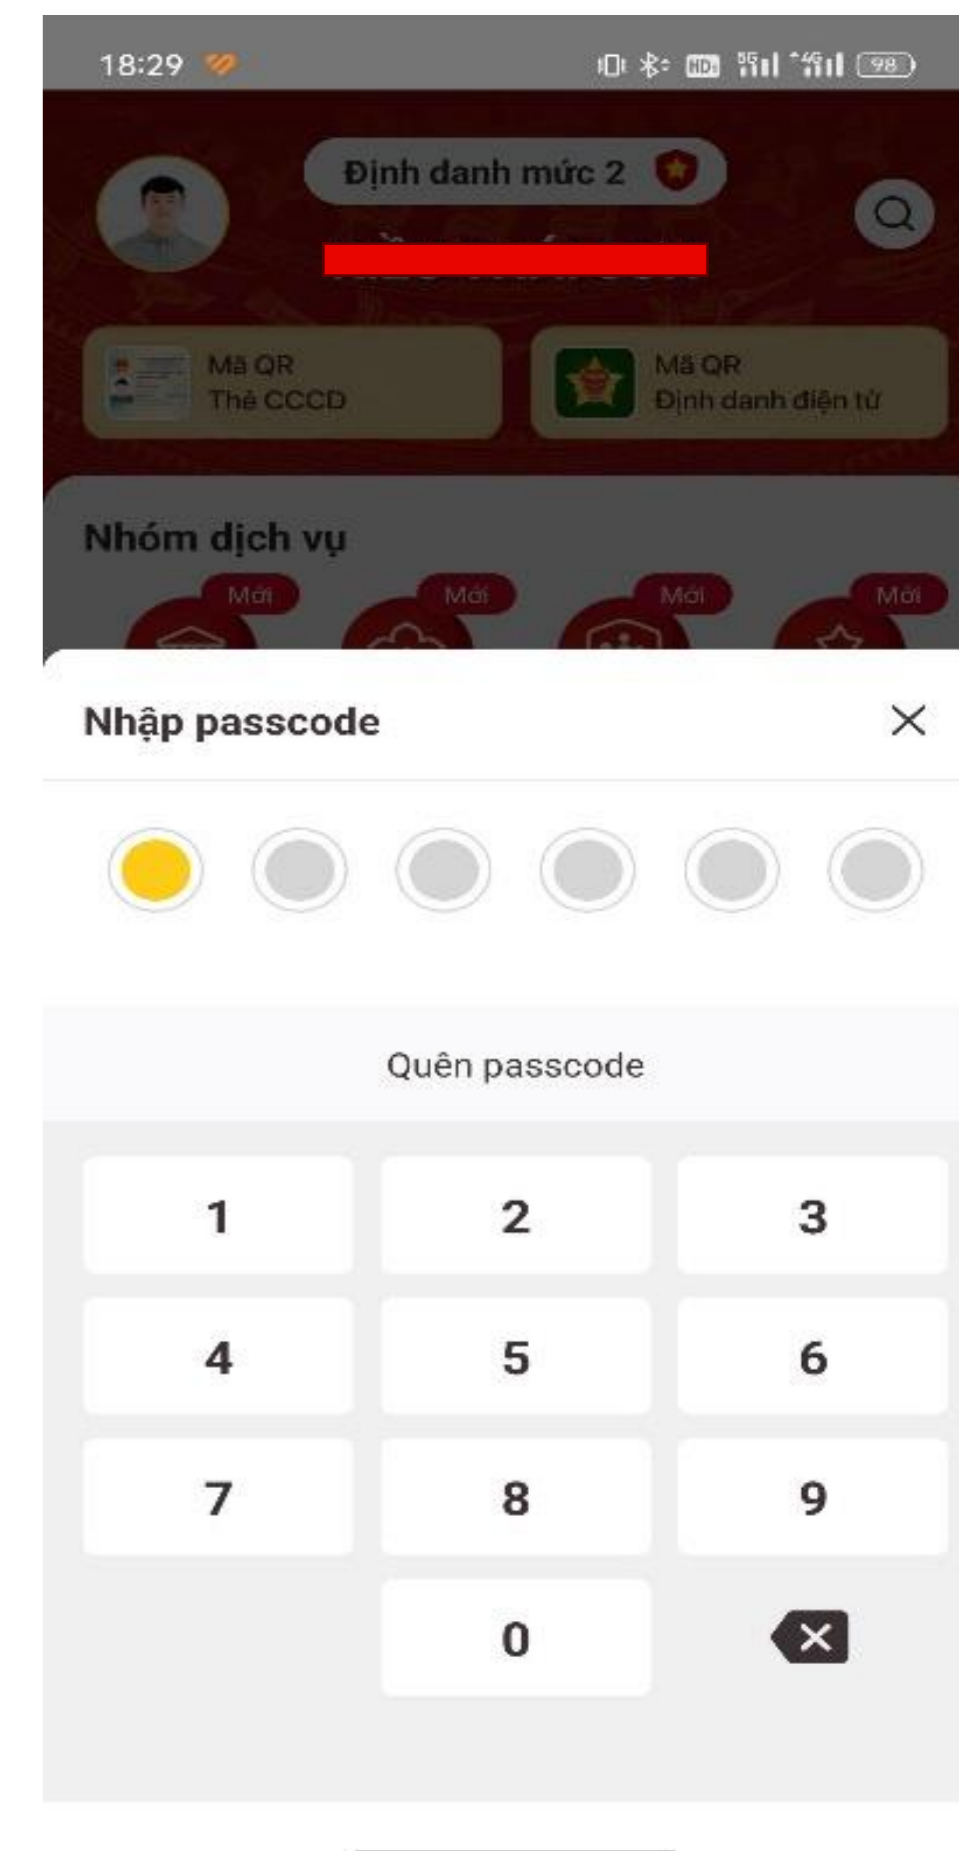 18:29
98
Định danh mức 2
Mã QR
Thẻ CCCD
Mã QR
Định danh điện tử
Nhóm dịch vụ
Mới Mới Mới Mới
Nhập passcode
Quên passcode
1 2 3
4 5 6
7 8 9
0